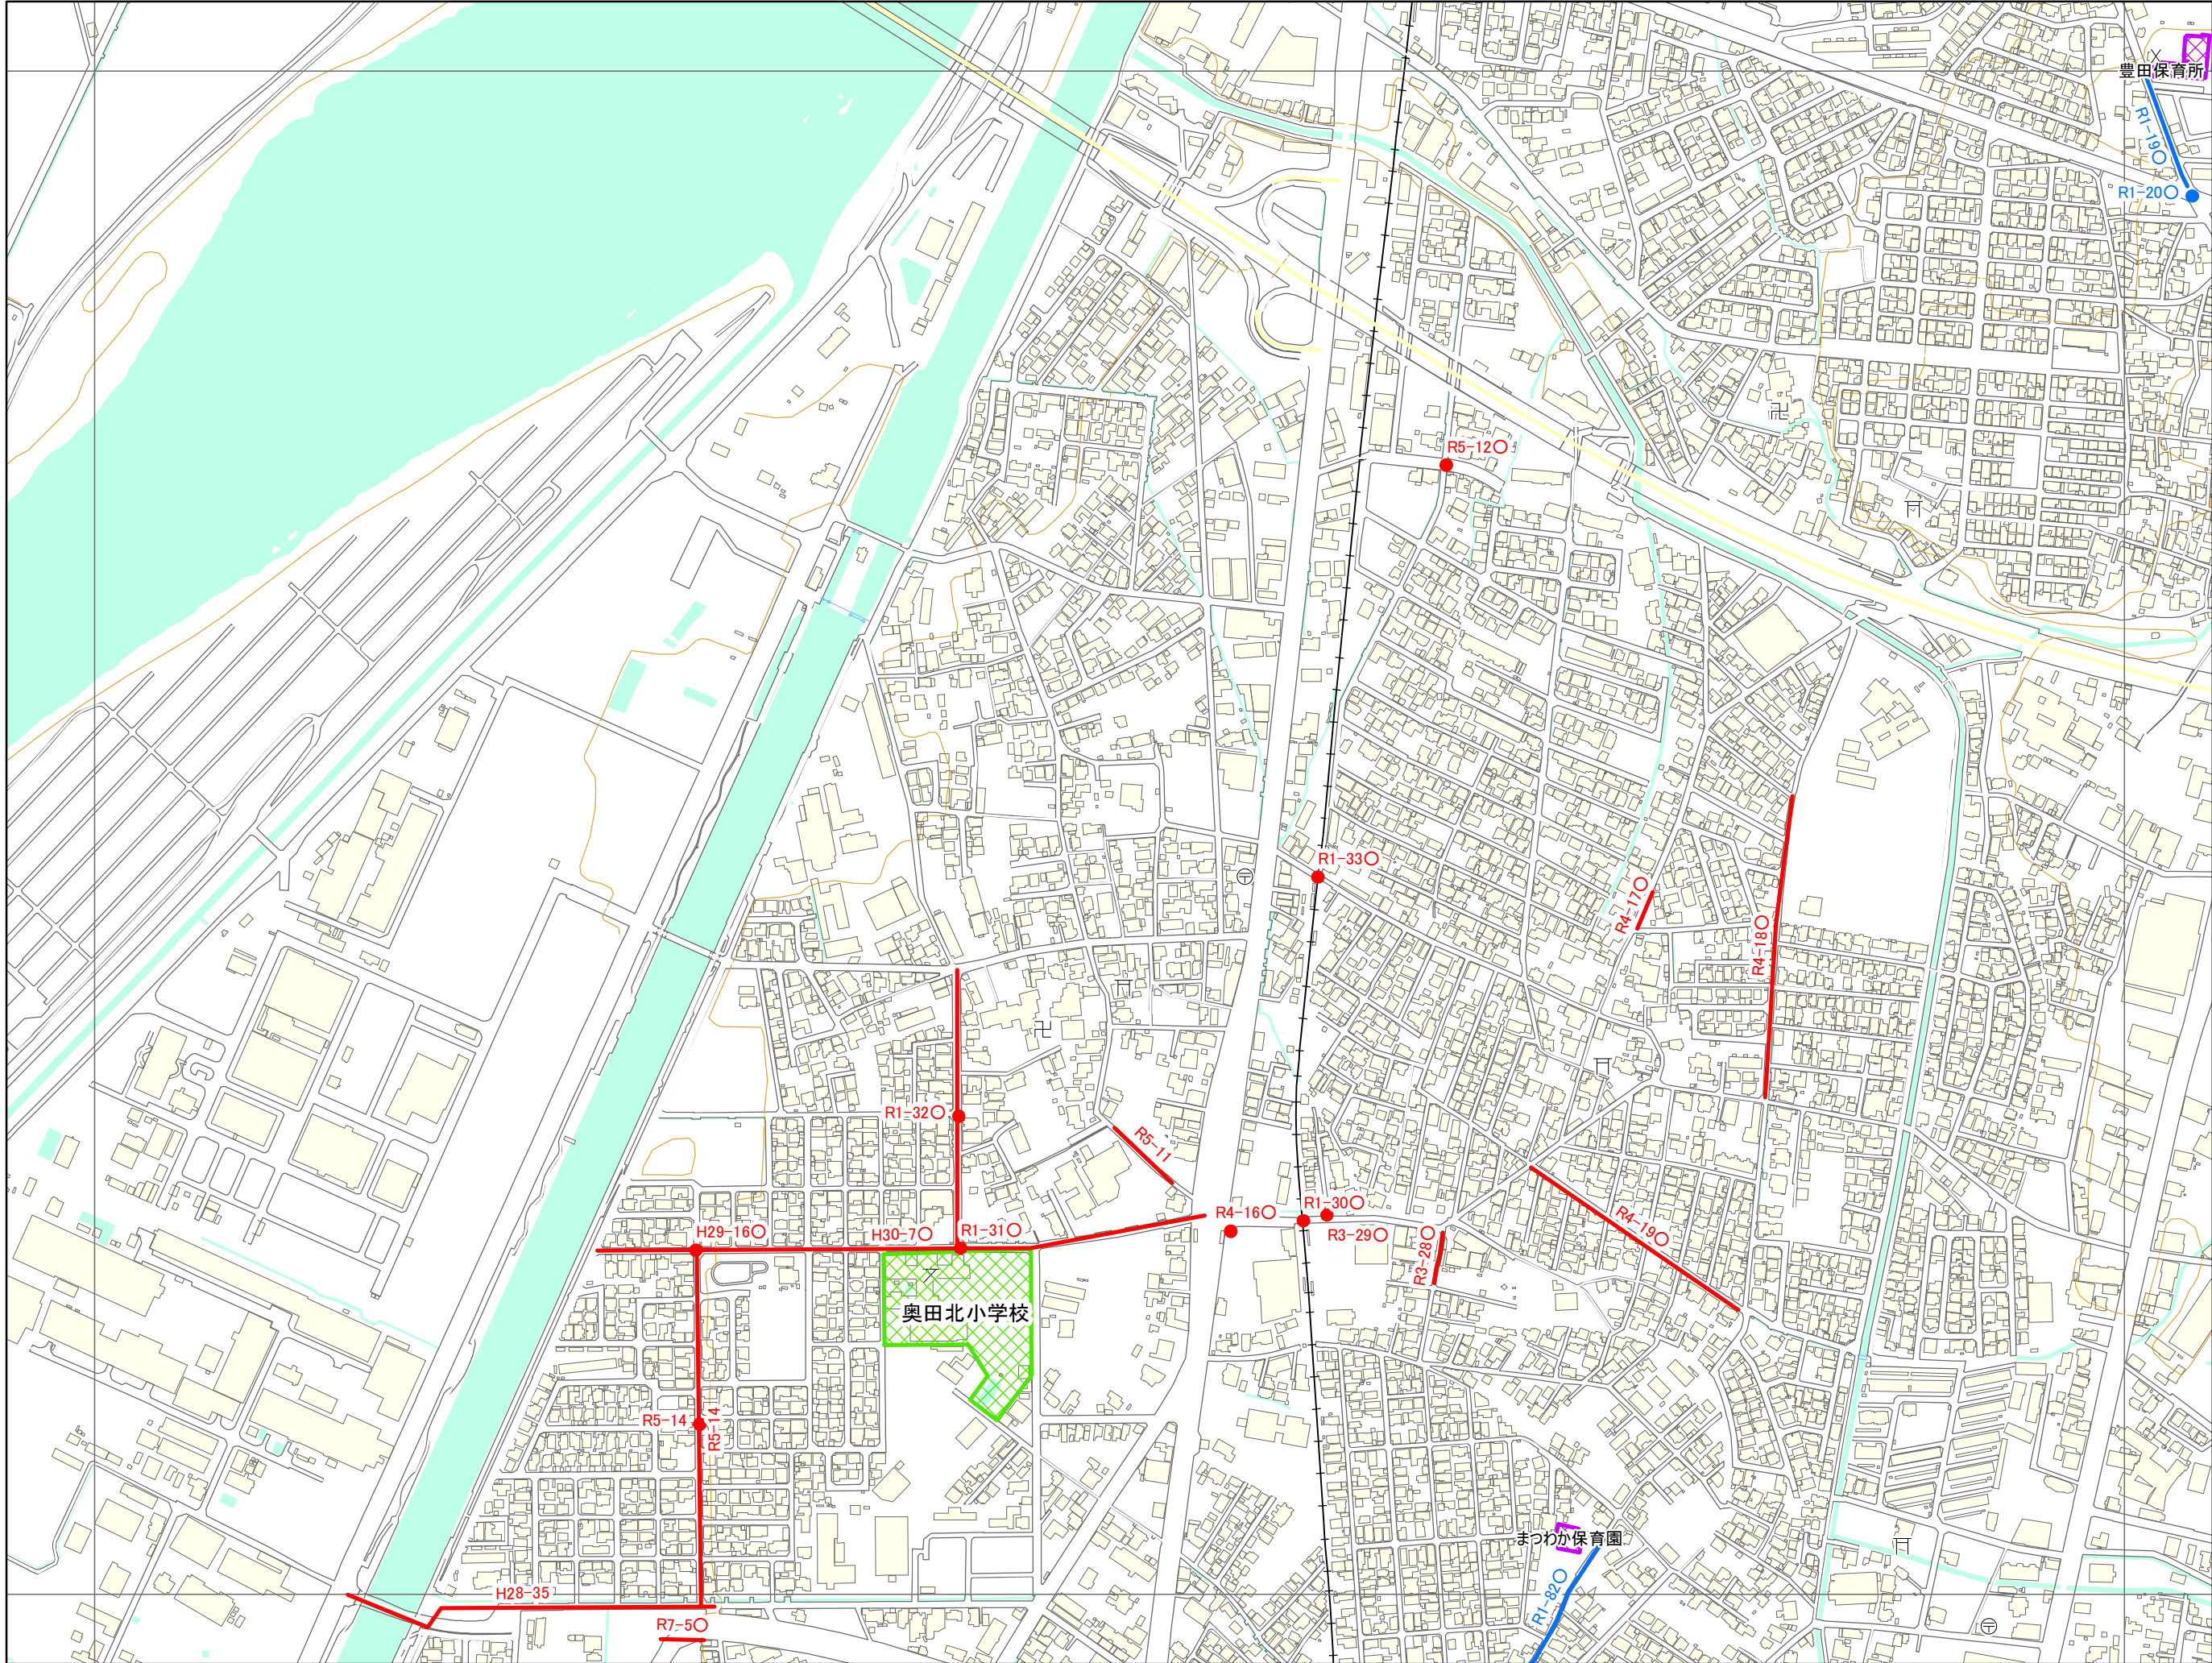 豊田保育所
R1-19○
R1-20○
R5-12○
R1-33○
R4-17○
R4-18○
R1-32○
R5-11
R4-16○
R1-30○
R3-29○
R3-28○
R4-19○
H29-16○
H30-7○
R1-31○
奥田北小学校
R5-14
R5-14
まつわか保育園
R1-82○
H28-35
R7-5○